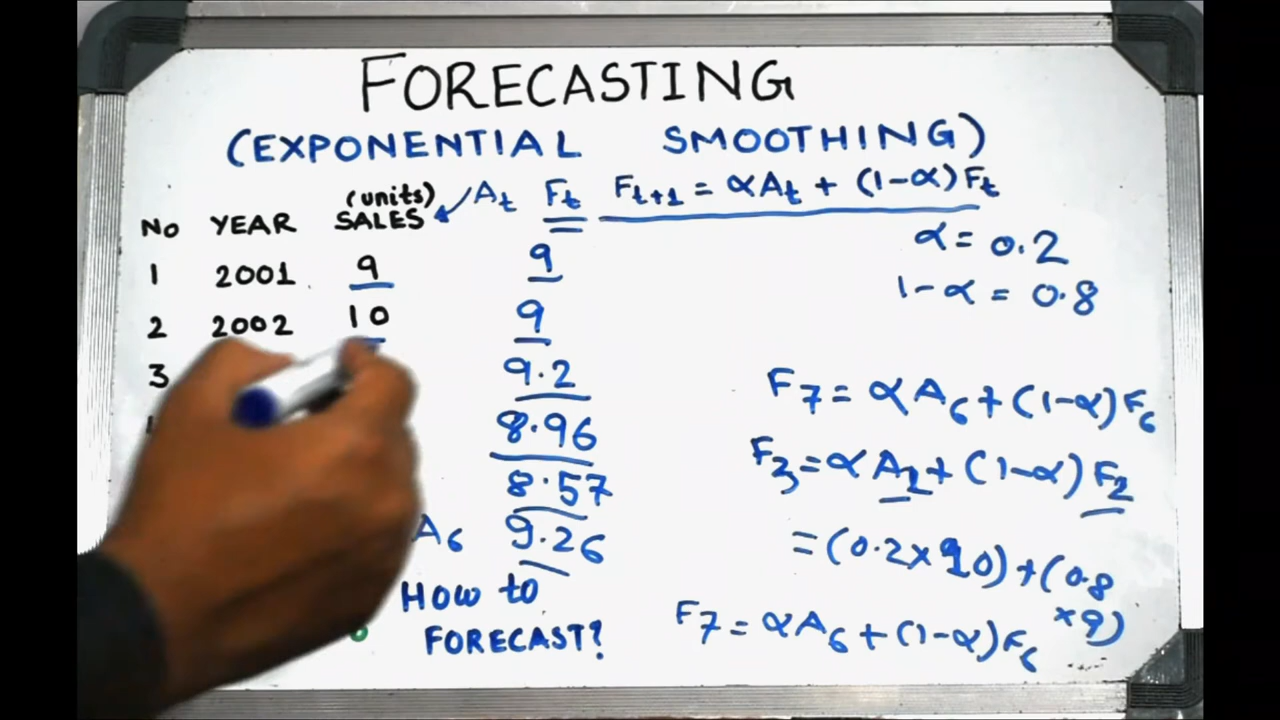 FORECASTING
(EXPONENTIAL SMOOTHING)
NO YEAR (units) SALES At Ft Ft+1 = αAt + (1-α)Ft
1 2001 9 9 α = 0.2
2 2002 10 9 1-α = 0.8
3 9.2
8.96 F7 = αA6 + (1-α)F6
8.57 F3 = αA2 + (1-α)F2
A6 9.26 = (0.2×10) + (0.8 ×9)
HOW to
FORECAST? F7 = αA6 + (1-α)F6